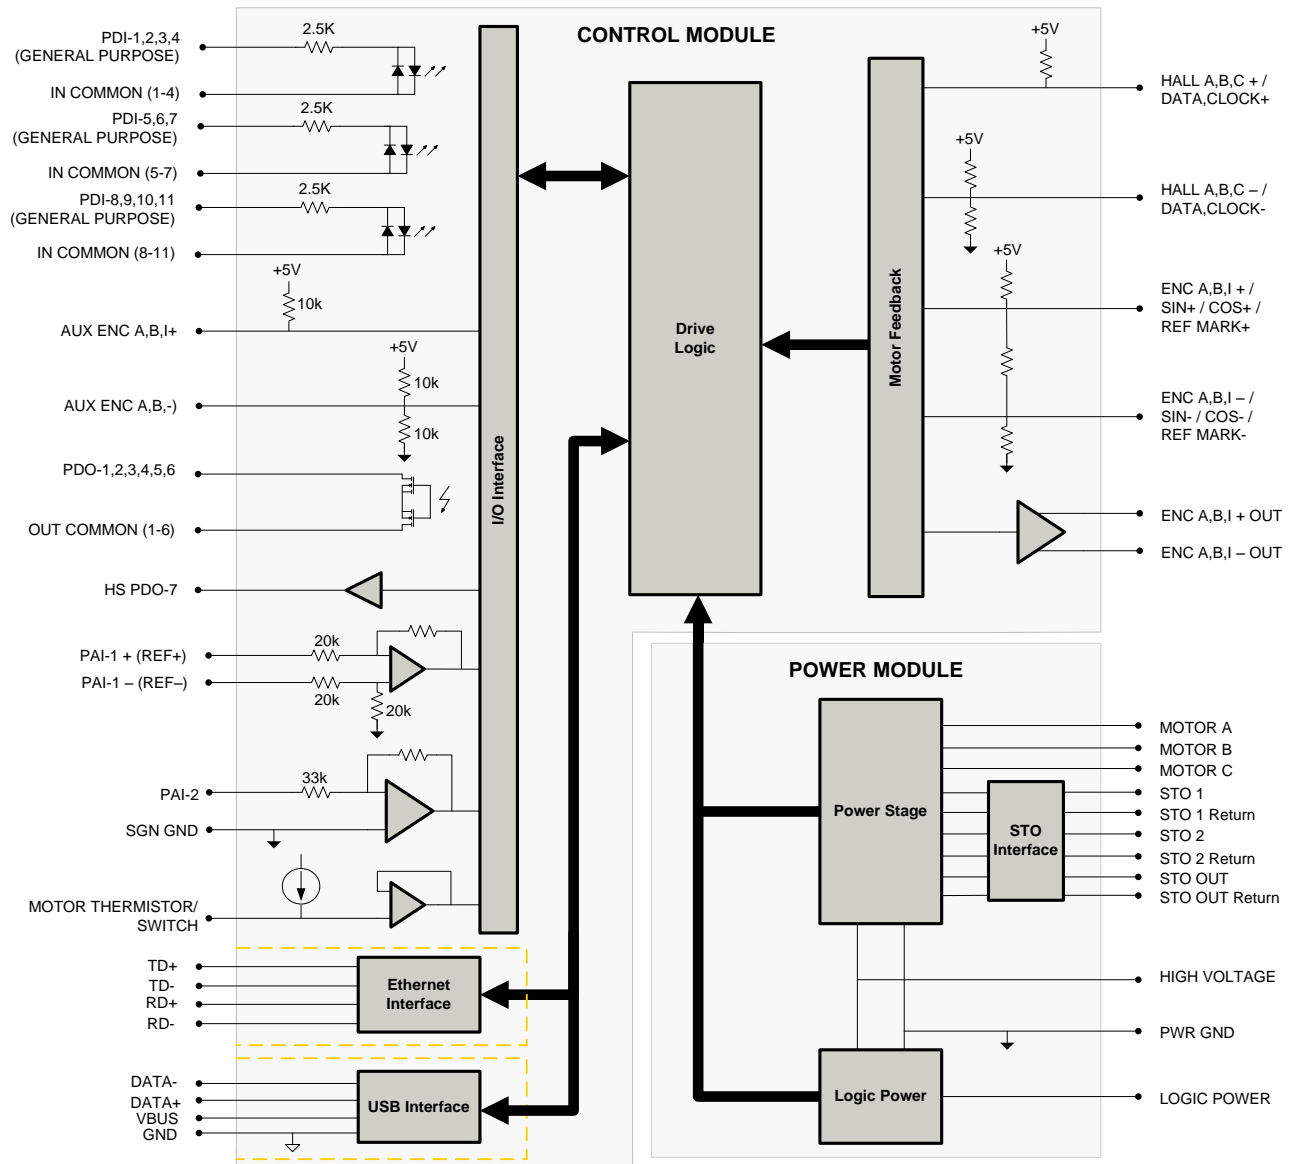 CONTROL MODULE
PDI-1,2,3,4
(GENERAL PURPOSE)
2.5K
IN COMMON (1-4)
PDI-5,6,7
(GENERAL PURPOSE)
2.5K
IN COMMON (5-7)
PDI-8,9,10,11
(GENERAL PURPOSE)
2.5K
IN COMMON (8-11)
+5V
10k
AUX ENC A,B,I+
+5V
10k
AUX ENC A,B,-)
10k
PDO-1,2,3,4,5,6
OUT COMMON (1-6)
HS PDO-7
PAI-1 + (REF+)
20k
PAI-1 – (REF–)
20k
20k
PAI-2
33k
SGN GND
MOTOR THERMISTOR/
SWITCH
I/O Interface
TD+
TD-
RD+
RD-
Ethernet
Interface
DATA-
DATA+
VBUS
GND
USB Interface
Drive
Logic
Motor Feedback
+5V
HALL A,B,C + /
DATA,CLOCK+
+5V
HALL A,B,C – /
DATA,CLOCK-
+5V
ENC A,B,I + /
SIN+ / COS+ /
REF MARK+
ENC A,B,I – /
SIN- / COS- /
REF MARK-
ENC A,B,I + OUT
ENC A,B,I – OUT
POWER MODULE
Power Stage
STO
Interface
MOTOR A
MOTOR B
MOTOR C
STO 1
STO 1 Return
STO 2
STO 2 Return
STO OUT
STO OUT Return
HIGH VOLTAGE
PWR GND
Logic Power
LOGIC POWER